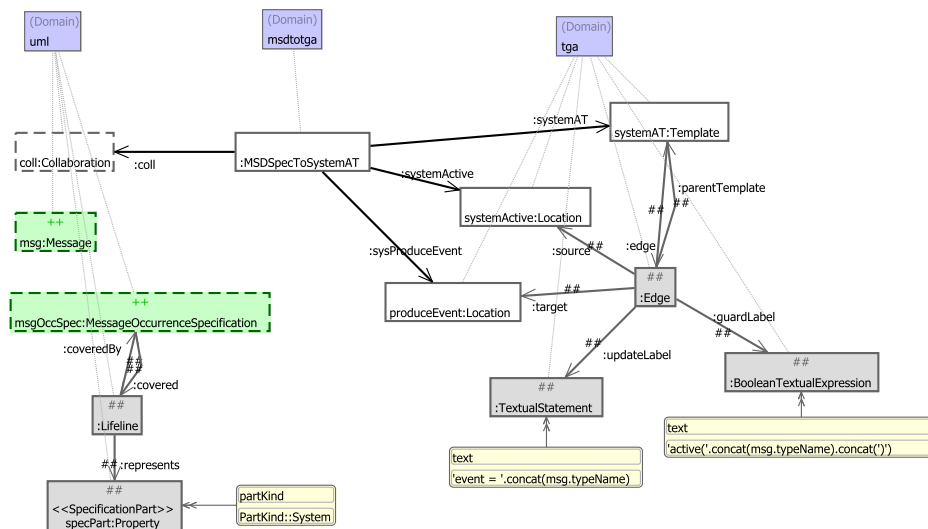 (Domain)
uml
(Domain)
msdtotga
(Domain)
tga
:systemAT
systemAT:Template
coll:Collaboration
:coll
:MSDSpecToSystemAT
:systemActive
:parentTemplate
##
##
++
msg:Message
systemActive:Location
:sysProduceEvent
:source
##
:edge
##
:Edge
++
msgOccSpec:MessageOccurrenceSpecification
produceEvent:Location
##
:target
:guardLabel
##
:coveredBy
##
##
:covered
##
:updateLabel
##
:BooleanTextualExpression
##
:TextualStatement
##
:Lifeline
text
'active('.concat(msg.typeName).concat(')')
text
'event = '.concat(msg.typeName)
##
:represents
##
<<SpecificationPart>>
specPart:Property
partKind
PartKind::System